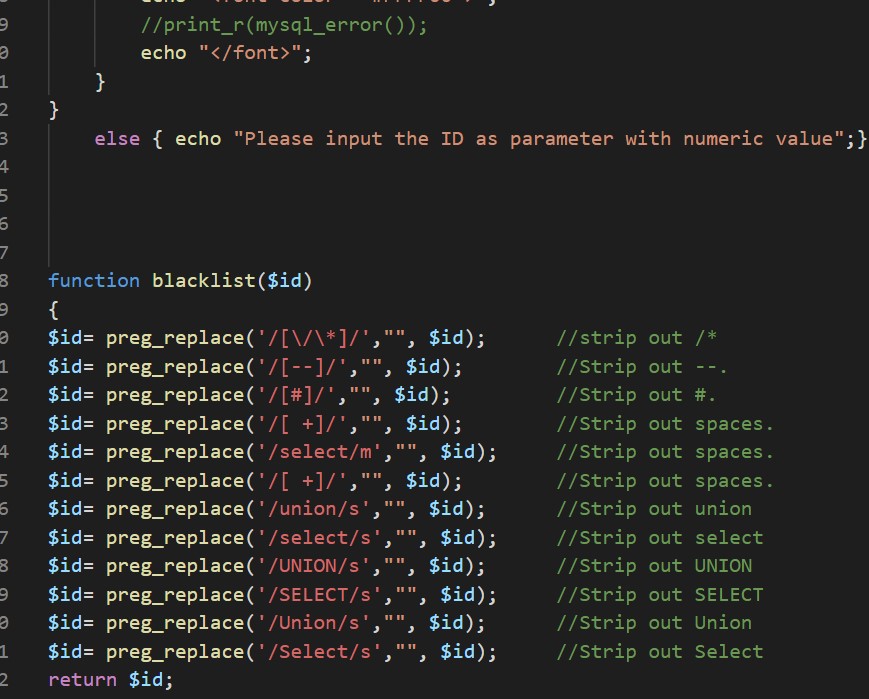 9 //print_r(mysql_error());
0 echo "</font>";
1 }
2 }
3 else { echo "Please input the ID as parameter with numeric value";}
4
5
6
7
8 function blacklist($id)
9 {
0 $id= preg_replace('/[\/\*]/',"", $id); //strip out /*
1 $id= preg_replace('/[--]/',"", $id); //Strip out --.
2 $id= preg_replace('/[#]/',"", $id); //Strip out #.
3 $id= preg_replace('/[ +]/',"", $id); //Strip out spaces.
4 $id= preg_replace('/select/m',"", $id); //Strip out spaces.
5 $id= preg_replace('/[ +]/',"", $id); //Strip out spaces.
6 $id= preg_replace('/union/s',"", $id); //Strip out union
7 $id= preg_replace('/select/s',"", $id); //Strip out select
8 $id= preg_replace('/UNION/s',"", $id); //Strip out UNION
9 $id= preg_replace('/SELECT/s',"", $id); //Strip out SELECT
0 $id= preg_replace('/Union/s',"", $id); //Strip out Union
1 $id= preg_replace('/Select/s',"", $id); //Strip out Select
2 return $id;